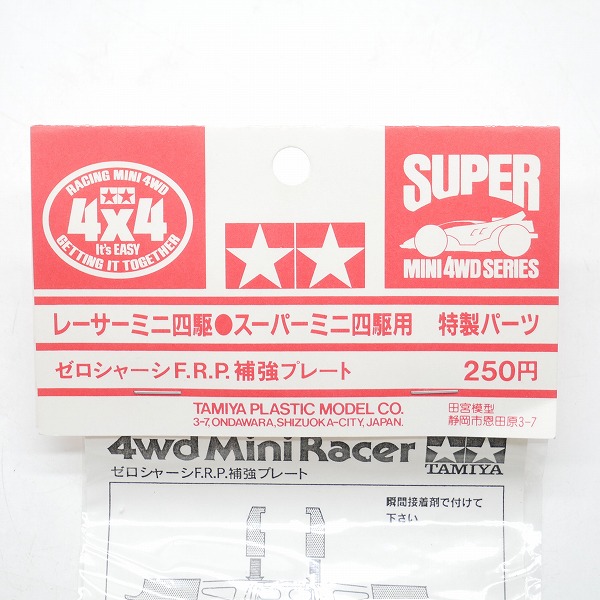 RACING MINI 4WD
4x4
It's EASY
GETTING IT TOGETHER
SUPER
MINI 4WD SERIES
レーサーミニ四駆●スーパーミニ四駆用 特製パーツ
ゼロシャーシF.R.P.補強プレート 250円
TAMIYA PLASTIC MODEL CO.
3-7, ONDAWARA, SHIZUOKA-CITY, JAPAN.
田宮模型
静岡市恩田原3-7
4wd Mini Racer
TAMIYA
ゼロシャーシF.R.P.補強プレート
瞬間接着剤で付けて
下さい